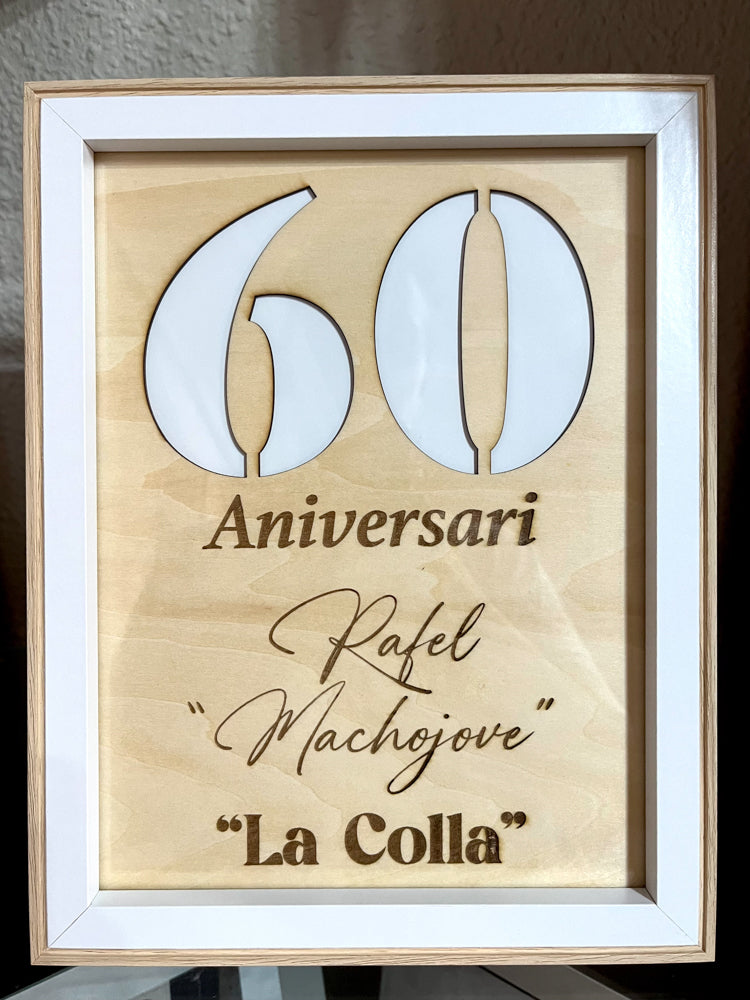 60
Aniversari
Rafel
“Machojove”
“La Colla”